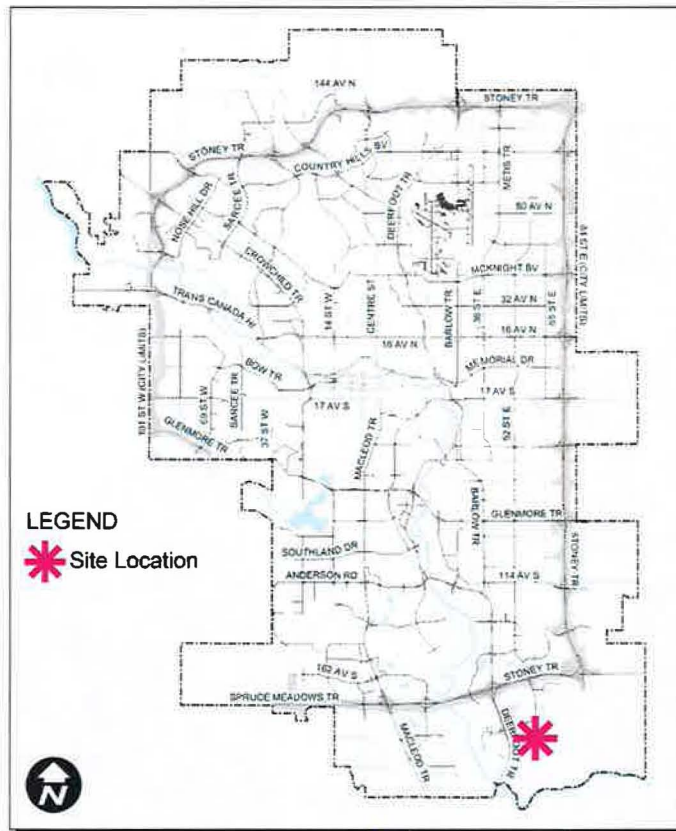 144 AV N
STONEY TR
STONEY TR
COUNTRY HILLS BV
METIS TR
NOSE HILL DR
SARCEE TR
DEERFOOT TR
80 AV N
CROWCHILD TR
MCKNIGHT BV
84 ST E (CITY LIMITS)
TRANS CANADA HI
14 ST W
CENTRE ST
BARLOW TR
36 ST E
32 AV N
68 ST E
16 AV N
16 AV N
101 ST W (CITY LIMITS)
BOW TR
MEMORIAL DR
69 ST W
SARCEE TR
37 ST W
17 AV S
17 AV S
52 ST E
GLENMORE TR
MACLEOD TR
BARLOW TR
GLENMORE TR
LEGEND
Site Location
SOUTHLAND DR
STONEY TR
ANDERSON RD
114 AV S
162 AV S
STONEY TR
SPRUCE MEADOWS TR
MACLEOD TR
DEERFOOT TR
N